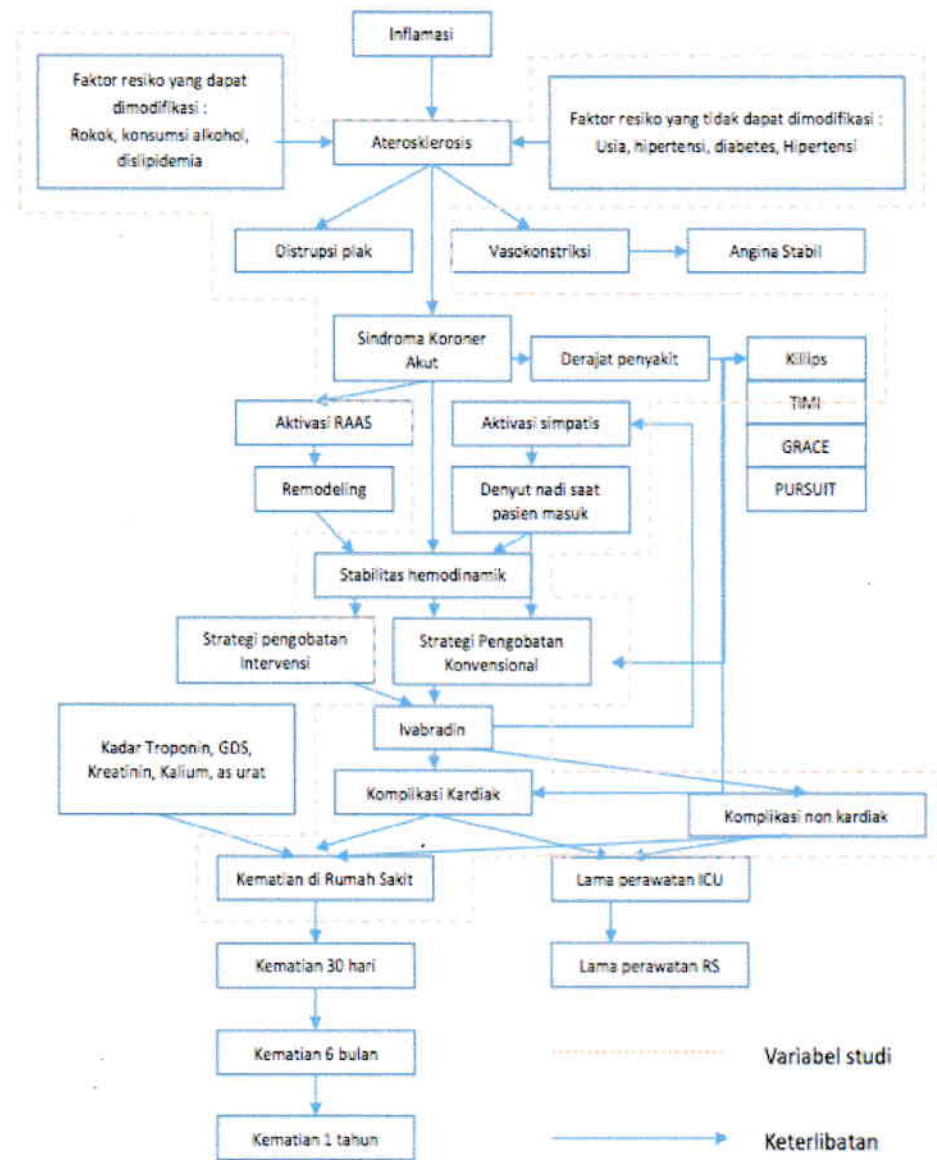 Inflamasi
Faktor resiko yang dapat
dimodifikasi :
Rokok, konsumsi alkohol,
dislipidemia
Faktor resiko yang tidak dapat dimodifikasi :
Usia, hipertensi, diabetes, Hipertensi
Aterosklerosis
Distrupsi plak
Vasokonstriksi
Angina Stabil
Sindroma Koroner
Akut
Derajat penyakit
Killips
TIMI
GRACE
PURSUIT
Aktivasi RAAS
Aktivasi simpatis
Remodeling
Denyut nadi saat
pasien masuk
Stabilitas hemodinamik
Strategi pengobatan
Intervensi
Strategi Pengobatan
Konvensional
Ivabradin
Kadar Troponin, GDS,
Kreatinin, Kalium, as urat
Komplikasi Kardiak
Komplikasi non kardiak
Kematian di Rumah Sakit
Lama perawatan ICU
Kematian 30 hari
Lama perawatan RS
Kematian 6 bulan
Variabel studi
Kematian 1 tahun
Keterlibatan